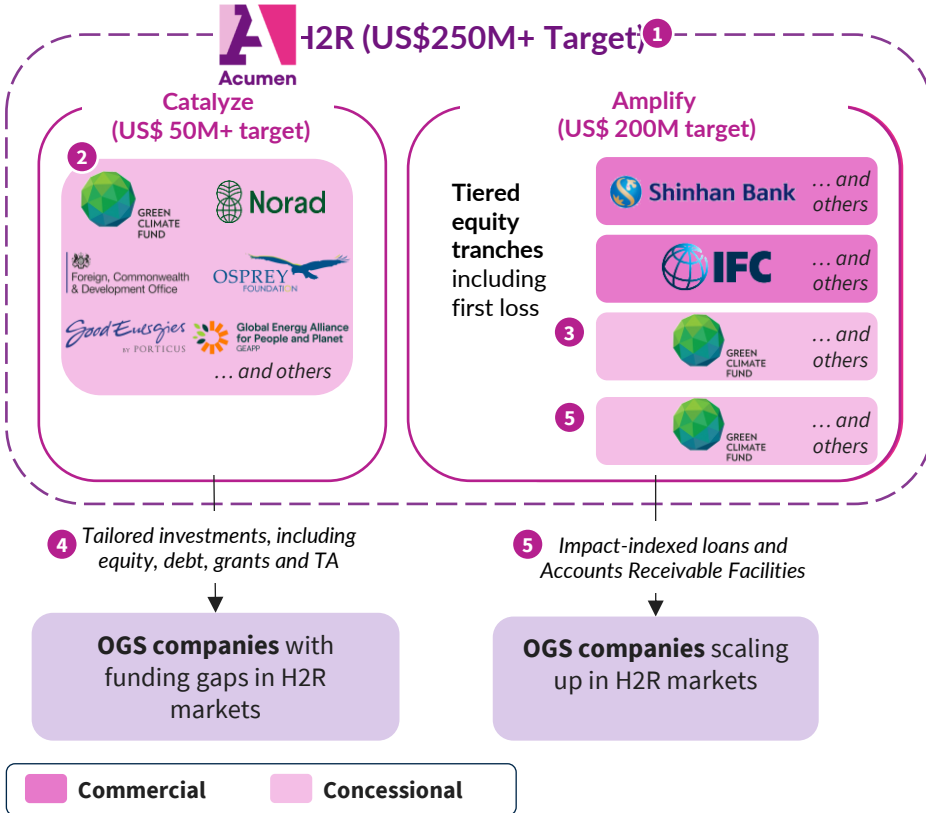 H2R (US$250M+ Target)
1
Acumen
Catalyze
(US$ 50M+ target)
2
GREEN
CLIMATE
FUND
Norad
Foreign, Commonwealth
& Development Office
OSPREY
FOUNDATION
Good Energies
BY PORTICUS
Global Energy Alliance
for People and Planet
GEAPP
… and others
Amplify
(US$ 200M target)
Tiered
equity
tranches
including
first loss
Shinhan Bank
… and
others
IFC
… and
others
3
GREEN
CLIMATE
FUND
… and
others
5
GREEN
CLIMATE
FUND
… and
others
4
Tailored investments, including
equity, debt, grants and TA
5
Impact-indexed loans and
Accounts Receivable Facilities
OGS companies with
funding gaps in H2R
markets
OGS companies scaling
up in H2R markets
Commercial
Concessional